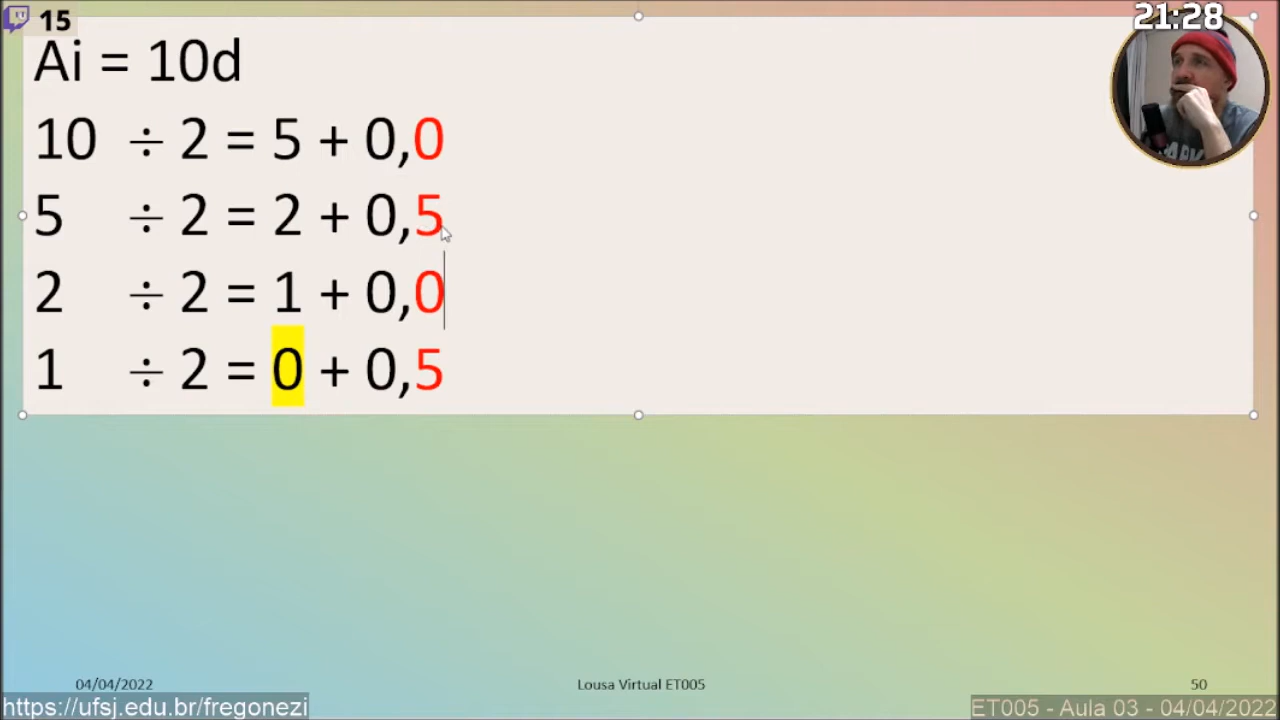 15
21:28
Ai = 10d
10 ÷ 2 = 5 + 0,0
5 ÷ 2 = 2 + 0,5
2 ÷ 2 = 1 + 0,0
1 ÷ 2 = 0 + 0,5
04/04/2022
Lousa Virtual ET005
50
https://ufsj.edu.br/fregonezi
ET005 - Aula 03 - 04/04/2022